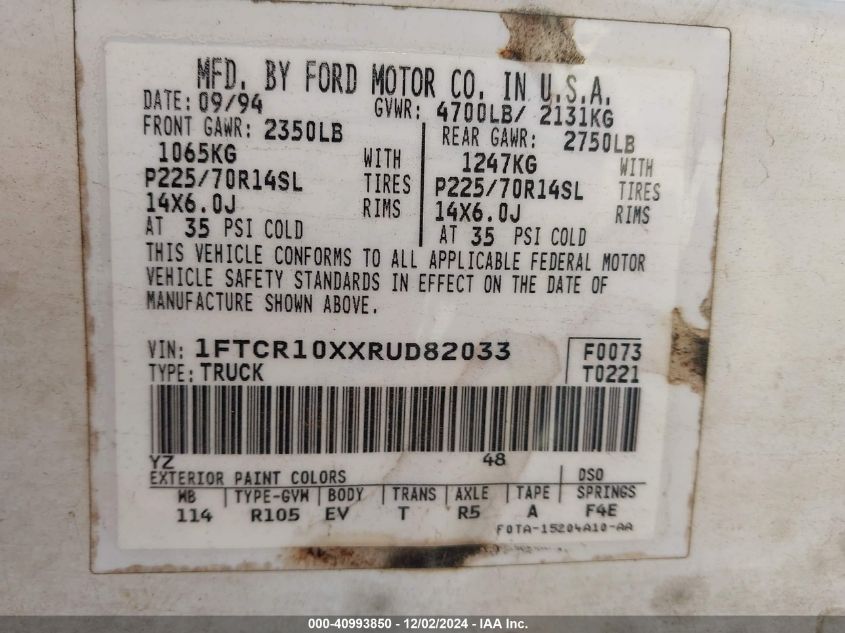 MFD. BY FORD MOTOR CO. IN U.S.A.
DATE: 09/94 GVWR: 4700LB/ 2131KG
FRONT GAWR: 2350LB REAR GAWR: 2750LB
1065KG WITH 1247KG WITH
P225/70R14SL TIRES P225/70R14SL TIRES
14X6.0J RIMS 14X6.0J RIMS
AT 35 PSI COLD AT 35 PSI COLD
THIS VEHICLE CONFORMS TO ALL APPLICABLE FEDERAL MOTOR
VEHICLE SAFETY STANDARDS IN EFFECT ON THE DATE OF
MANUFACTURE SHOWN ABOVE.
VIN: 1FTCR10XXRUD82033 F0073
TYPE: TRUCK T0221
YZ 48
EXTERIOR PAINT COLORS DSO
WB TYPE-GVW BODY TRANS AXLE TAPE SPRINGS
114 R105 EV T R5 A F4E
F0TA-15204A10-AA
000-40993850 - 12/02/2024 - IAA Inc.